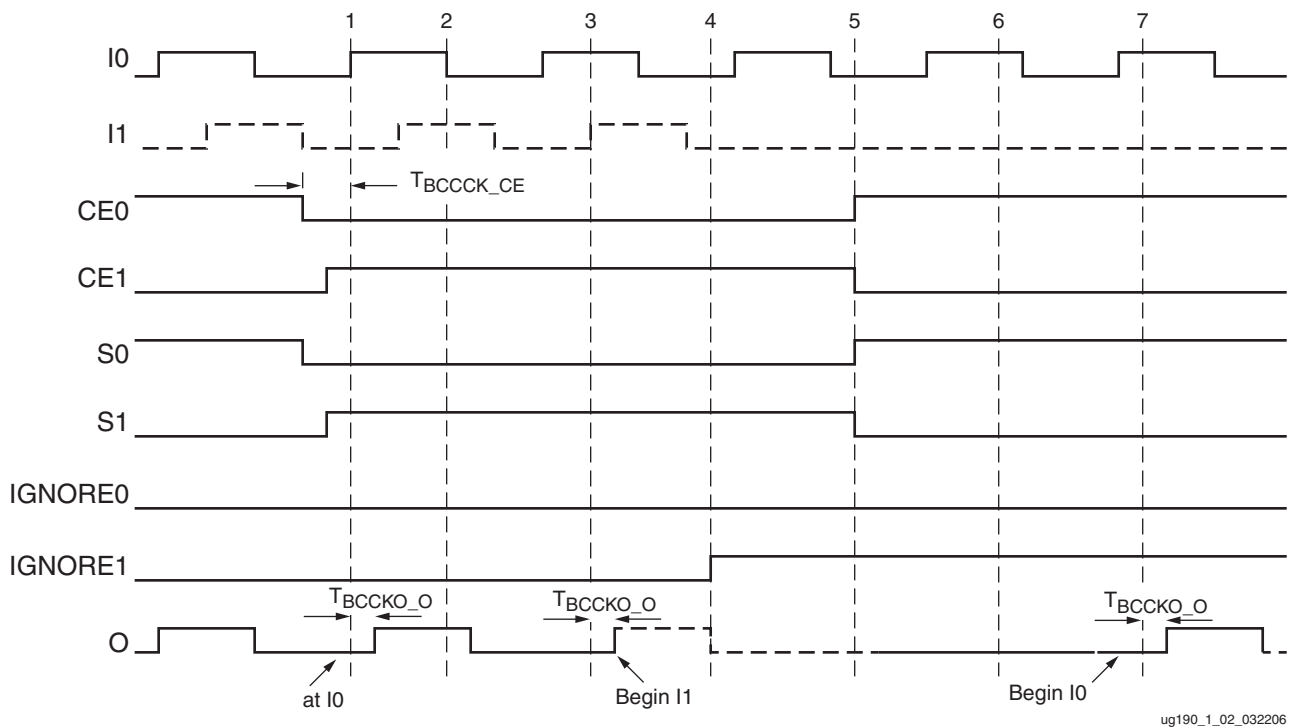 1 2 3 4 5 6 7
I0
I1
T_BCCCK_CE
CE0
CE1
S0
S1
IGNORE0
IGNORE1
T_BCCKO_O T_BCCKO_O T_BCCKO_O
O
at I0 Begin I1 Begin I0
ug190_1_02_032206